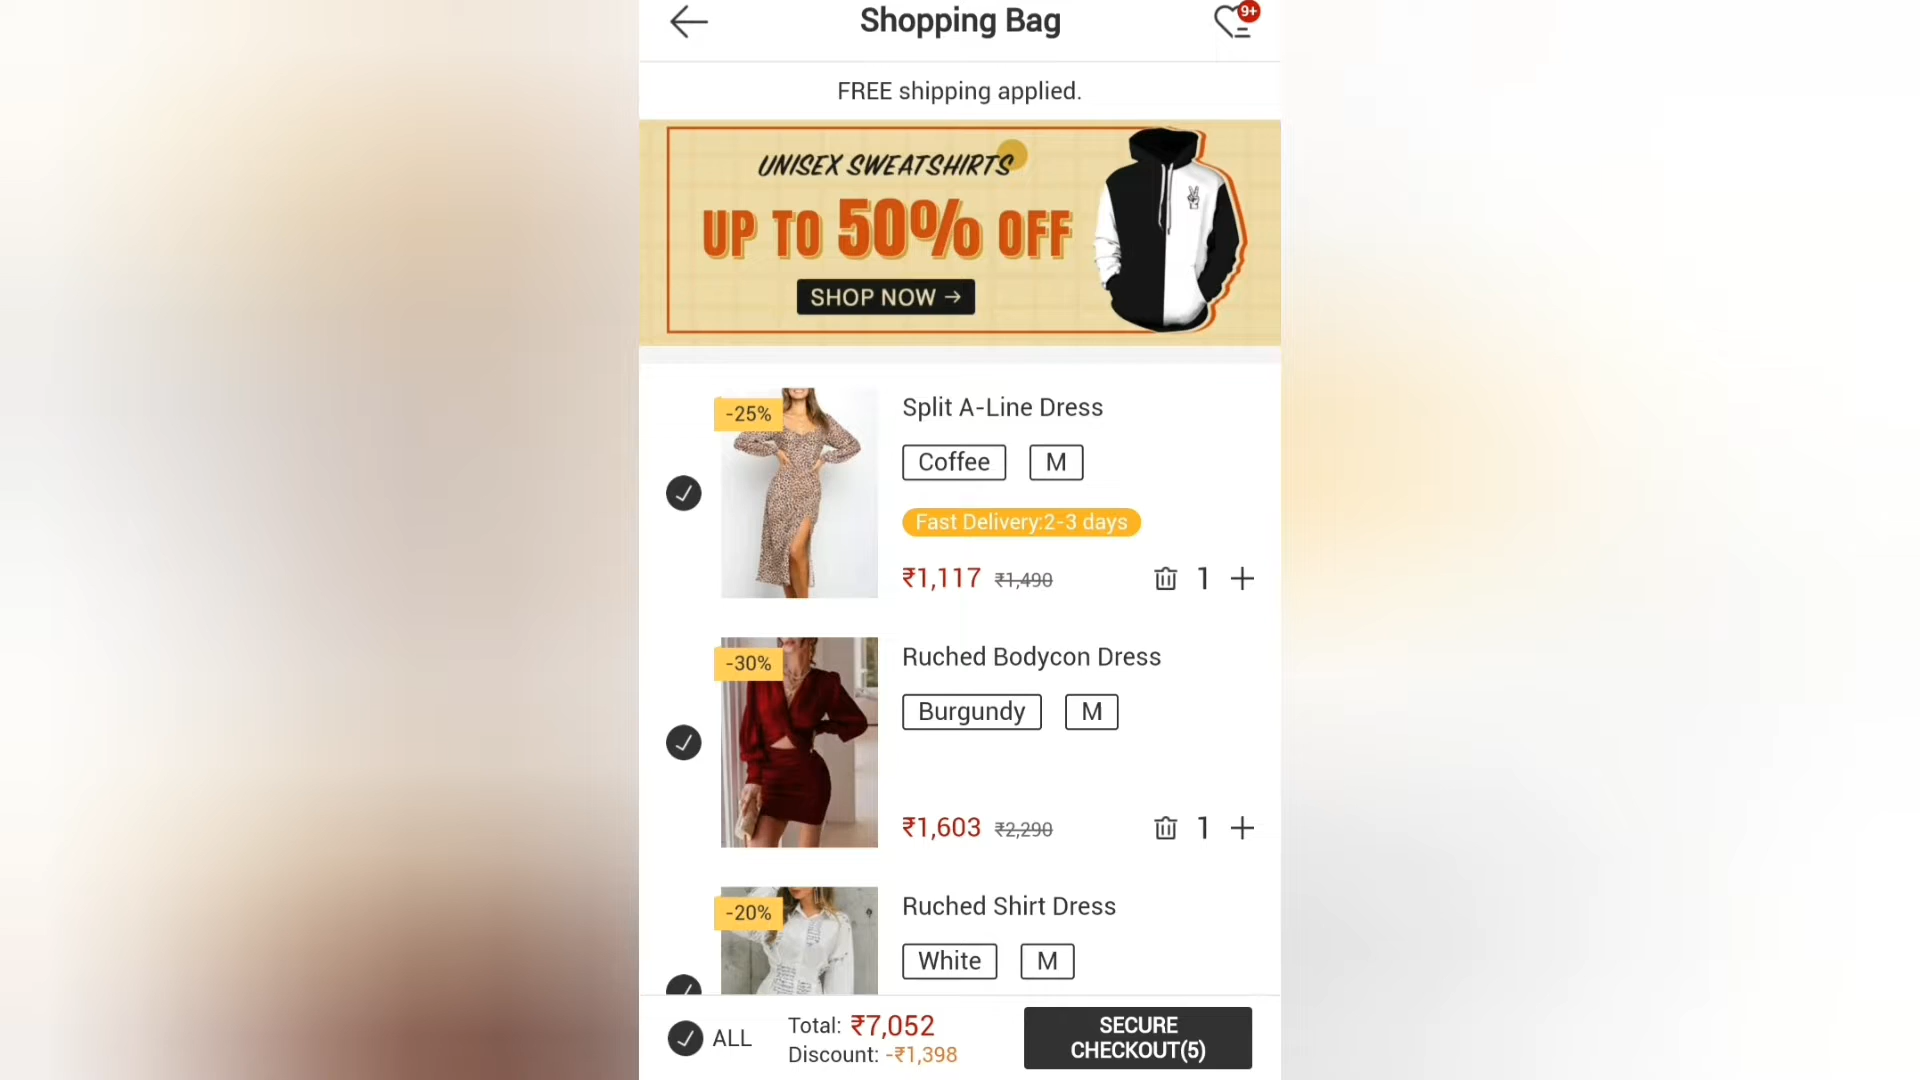 Shopping Bag
9+
FREE shipping applied.
UNISEX SWEATSHIRTS
UP TO 50% OFF
SHOP NOW →
-25%
Split A-Line Dress
Coffee M
Fast Delivery:2-3 days
₹1,117 ₹1,490 1 +
-30%
Ruched Bodycon Dress
Burgundy M
₹1,603 ₹2,290 1 +
-20%
Ruched Shirt Dress
White M
ALL
Total: ₹7,052
Discount: -₹1,398
SECURE
CHECKOUT(5)